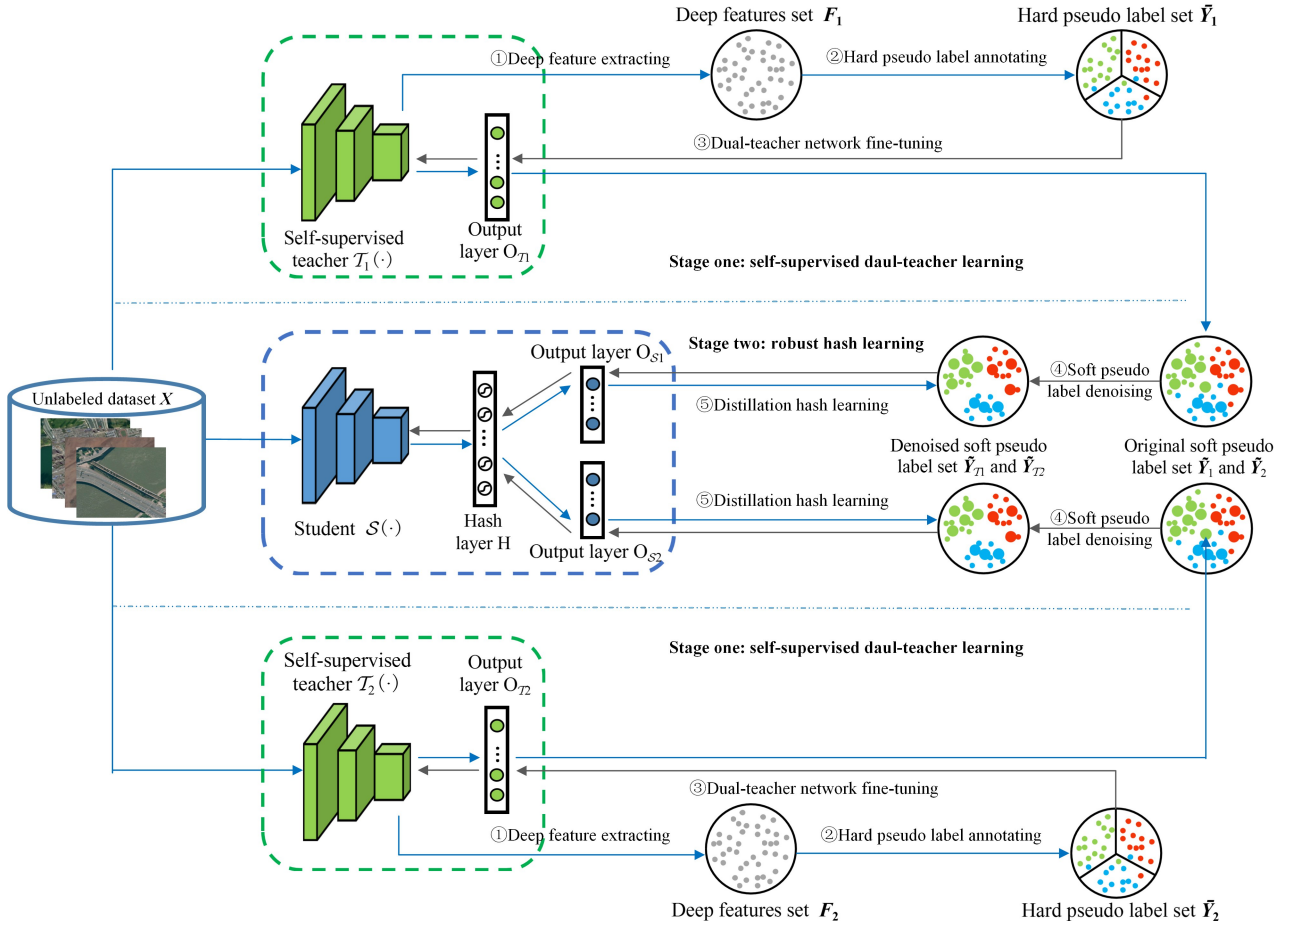 Deep features set F₁
Hard pseudo label set Ȳ₁
①Deep feature extracting
②Hard pseudo label annotating
③Dual-teacher network fine-tuning
Self-supervised
teacher 𝒯₁(·)
Output
layer O𝒯1
Stage one: self-supervised daul-teacher learning
Unlabeled dataset X
Stage two: robust hash learning
Output layer O𝒮1
④Soft pseudo
label denoising
⑤Distillation hash learning
Denoised soft pseudo
label set Ỹ𝒯1 and Ỹ𝒯2
Original soft pseudo
label set Ỹ₁ and Ỹ₂
⑤Distillation hash learning
④Soft pseudo
label denoising
Student 𝒮(·)
Hash
layer H
Output layer O𝒮2
Stage one: self-supervised daul-teacher learning
Self-supervised
teacher 𝒯₂(·)
Output
layer O𝒯2
③Dual-teacher network fine-tuning
①Deep feature extracting
②Hard pseudo label annotating
Deep features set F₂
Hard pseudo label set Ȳ₂